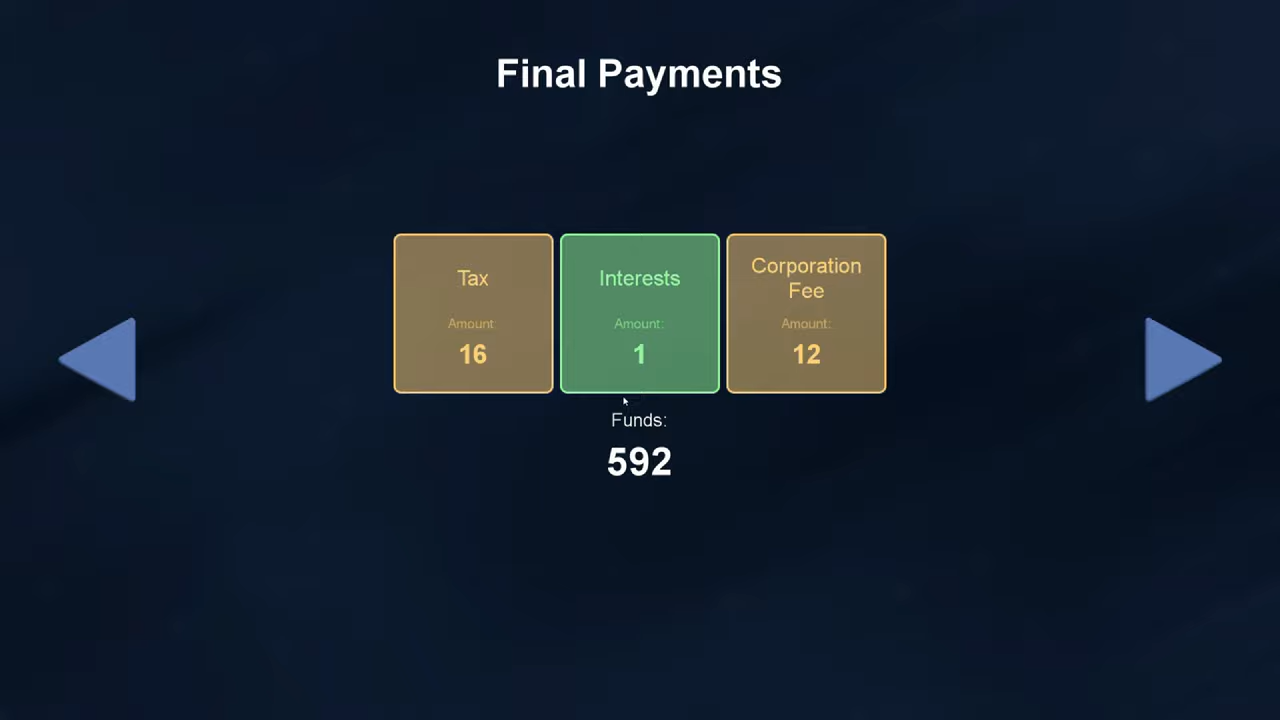 Final Payments
Tax
Amount
16
Interests
Amount:
1
Corporation
Fee
Amount:
12
Funds:
592